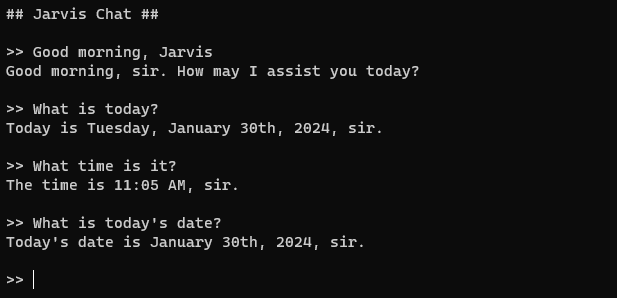 ## Jarvis Chat ##
>> Good morning, Jarvis
Good morning, sir. How may I assist you today?
>> What is today?
Today is Tuesday, January 30th, 2024, sir.
>> What time is it?
The time is 11:05 AM, sir.
>> What is today's date?
Today's date is January 30th, 2024, sir.
>>